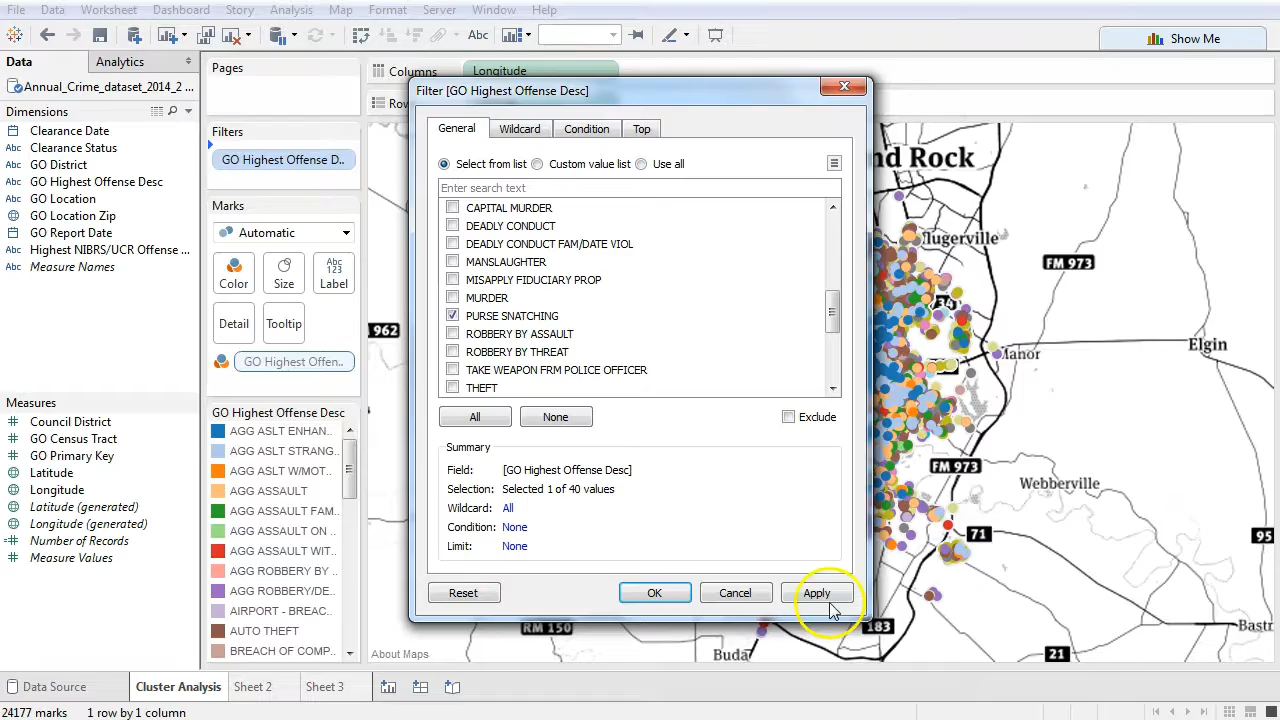 File Data Worksheet Dashboard Story Analysis Map Format Server Window Help
Abc
Show Me
Data
Analytics
Annual_Crime_dataset_2014_2 ...
Dimensions
Clearance Date
Abc Clearance Status
Abc GO District
Abc GO Highest Offense Desc
Abc GO Location
GO Location Zip
GO Report Date
Abc Highest NIBRS/UCR Offense ...
Abc Measure Names
Measures
# Council District
# GO Census Tract
# GO Primary Key
Latitude
Longitude
Latitude (generated)
Longitude (generated)
# Number of Records
# Measure Values
Pages
Filters
GO Highest Offense D..
Marks
Automatic
Color
Size
Abc
123
Label
Detail
Tooltip
GO Highest Offen..
GO Highest Offense Desc
AGG ASLT ENHAN..
AGG ASLT STRANG..
AGG ASLT W/MOT..
AGG ASSAULT
AGG ASSAULT FAM..
AGG ASSAULT ON ..
AGG ASSAULT WIT..
AGG ROBBERY BY ..
AGG ROBBERY/DE..
AIRPORT - BREAC..
AUTO THEFT
BREACH OF COMP..
Columns
Longitude
Filter [GO Highest Offense Desc]
General
Wildcard
Condition
Top
Select from list
Custom value list
Use all
Enter search text
CAPITAL MURDER
DEADLY CONDUCT
DEADLY CONDUCT FAM/DATE VIOL
MANSLAUGHTER
MISAPPLY FIDUCIARY PROP
MURDER
PURSE SNATCHING
ROBBERY BY ASSAULT
ROBBERY BY THREAT
TAKE WEAPON FRM POLICE OFFICER
THEFT
All
None
Exclude
Summary
Field: [GO Highest Offense Desc]
Selection: Selected 1 of 40 values
Wildcard: All
Condition: None
Limit: None
Reset
OK
Cancel
Apply
nd Rock
flugerville
FM 973
962
34
Manor
Elgin
FM 973
Webberville
71
95
183
RM 150
Buda
21
Bastr
About Maps
Data Source
Cluster Analysis
Sheet 2
Sheet 3
24177 marks
1 row by 1 column